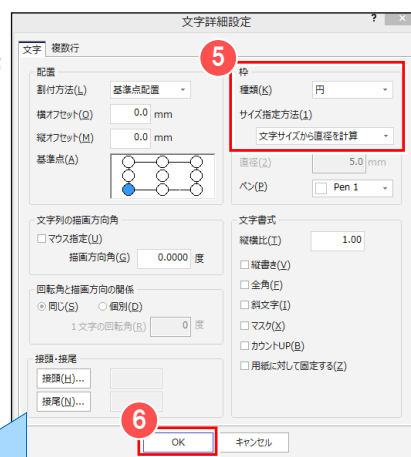 文字詳細設定
?
文字 複数行
5
配置
割付方法(L) 基準点配置
横オフセット(O) 0.0 mm
縦オフセット(M) 0.0 mm
基準点(A)
枠
種類(K) 円
サイズ指定方法(1)
文字サイズから直径を計算
直径(2) 5.0 mm
ペン(P) Pen 1
文字列の描画方向角
マウス指定(U)
描画方向角(G) 0.0000 度
回転角と描画方向の関係
同じ(S) 個別(D)
1文字の回転角(R) 0 度
接頭・接尾
接頭(H)...
接尾(N)...
文字書式
縦横比(T) 1.00
縦書き(V)
全角(F)
斜文字(I)
マスク(X)
カウントUP(B)
用紙に対して固定する(Z)
6
OK キャンセル